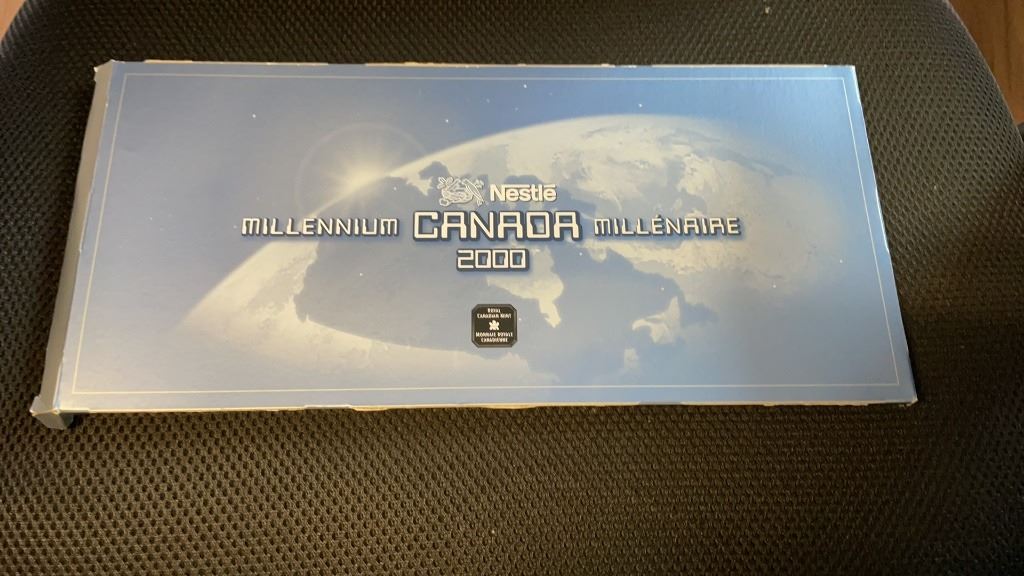 Nestlé
MILLENNIUM CANADA MILLÉNAIRE
2000
ROYAL
CANADIAN MINT
MONNAIE ROYALE
CANADIENNE